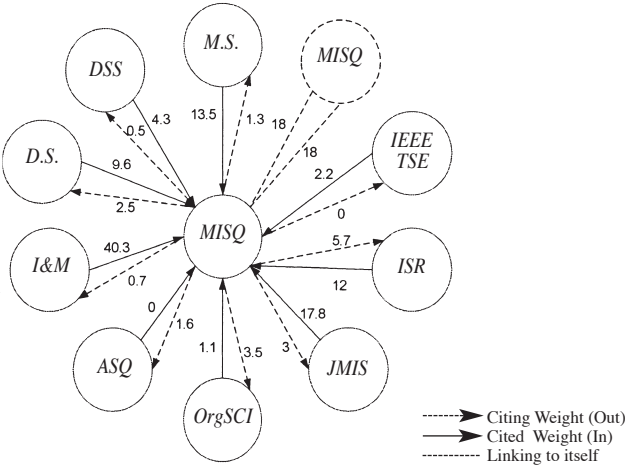 M.S.
MISQ
DSS
4.3
13.5
1.3
18
0.5
18
IEEE
TSE
D.S.
9.6
2.2
2.5
0
MISQ
5.7
I&M
40.3
0.7
12
ISR
0
1.6
17.8
1.1
3.5
3
ASQ
JMIS
OrgSCI
Citing Weight (Out)
Cited Weight (In)
Linking to itself